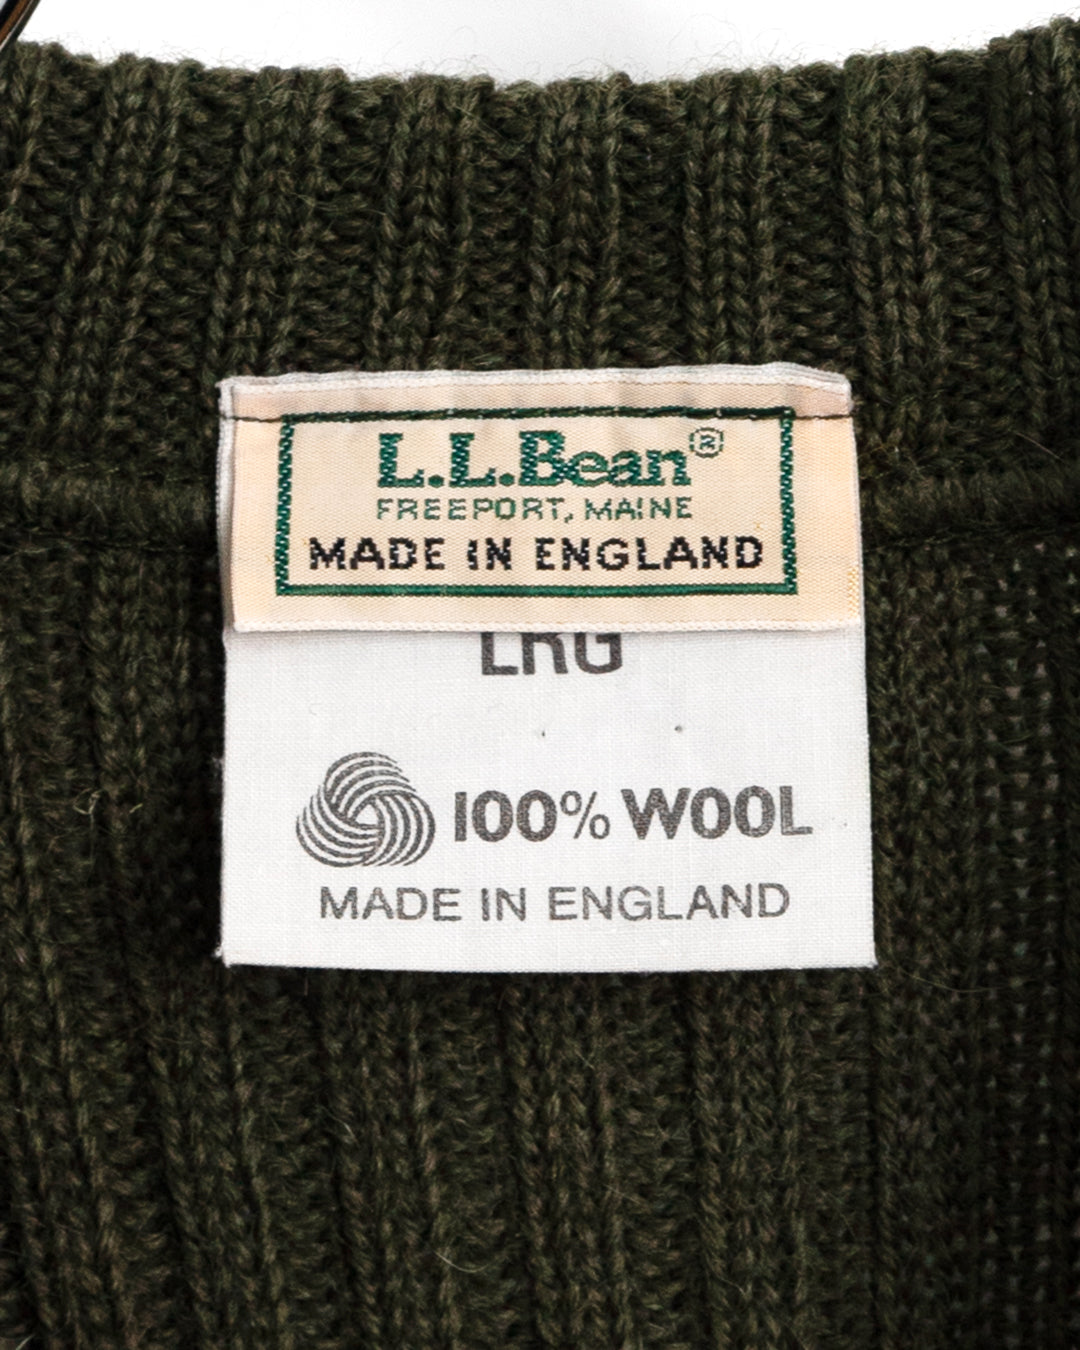 L.L.Bean®
FREEPORT, MAINE
MADE IN ENGLAND
LRG
100% WOOL
MADE IN ENGLAND